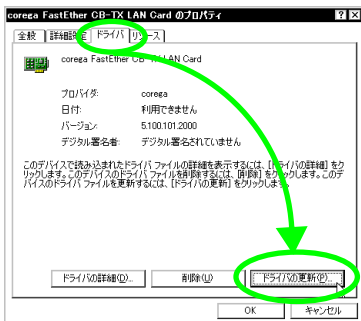 corega FastEther CB-TX LAN Card のプロパティ
全般 詳細設定 ドライバ リソース
corega FastEther CB-TX LAN Card
プロバイダ: corega
日付: 利用できません
バージョン: 5.100.101.2000
デジタル署名者: デジタル署名されていません
このデバイスで読み込まれたドライバ ファイルの詳細を表示するには、[ドライバの詳細] をク
リックします。このデバイスのドライバ ファイルを削除するには、[削除] をクリックします。このデ
バイスのドライバ ファイルを更新するには、[ドライバの更新] をクリックします。
ドライバの詳細(D)... 削除(U) ドライバの更新(P)...
OK キャンセル